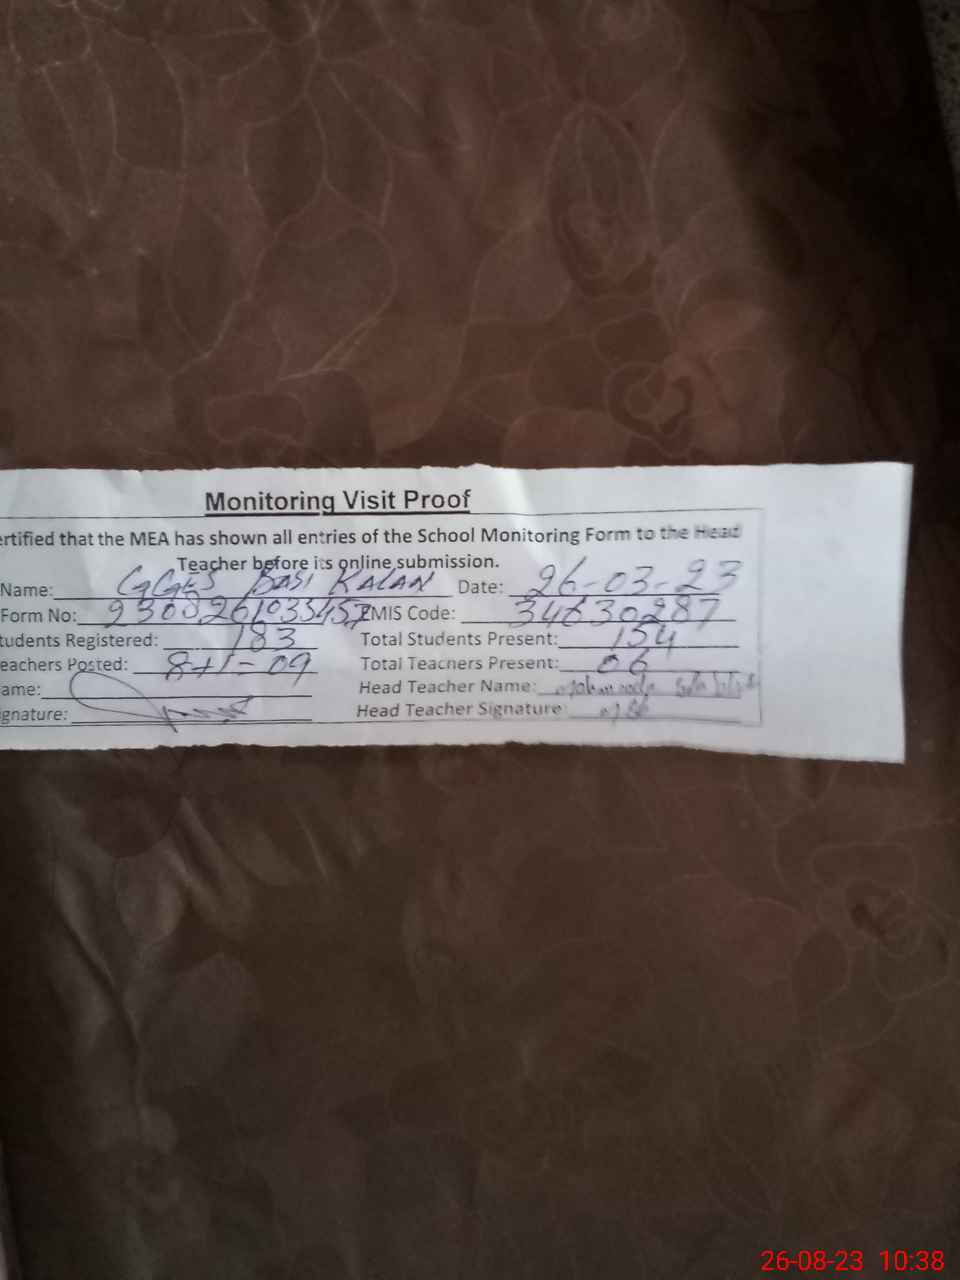 Monitoring Visit Proof
ertified that the MEA has shown all entries of the School Monitoring Form to the Head
Teacher before its online submission.
Name: GGES BASI KALAN Date: 26-03-23
Form No: EMIS Code: 34630287
tudents Registered: 183 Total Students Present: 154
eachers Posted: 8+1=09 Total Teachers Present: 06
ame: Head Teacher Name:
gnature: Head Teacher Signature
26-08-23 10:38